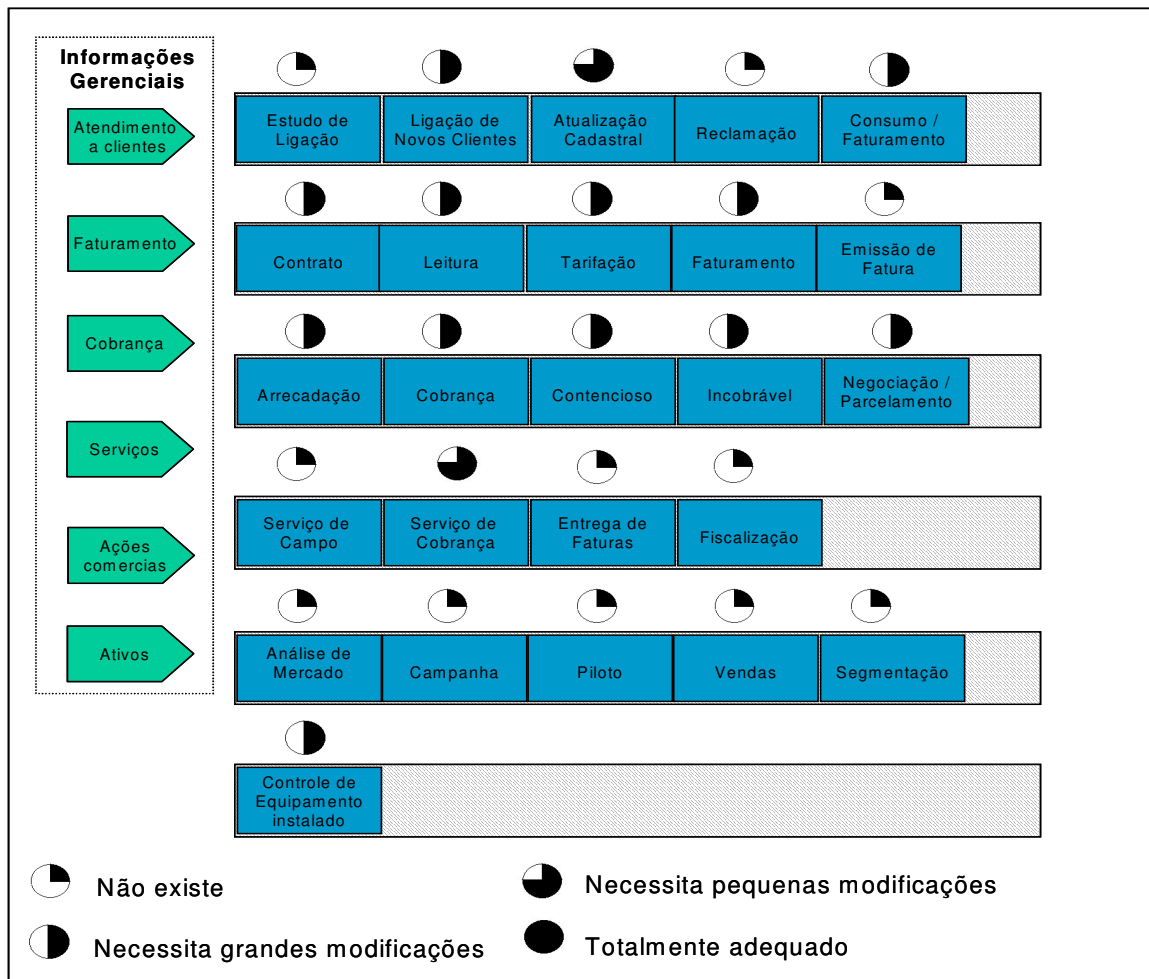 Informações
Gerenciais
Atendimento
a clientes
Faturamento
Cobrança
Serviços
Ações
comercias
Ativos
Estudo de
Ligação
Ligação de
Novos Clientes
Atualização
Cadastral
Reclamação
Consumo /
Faturamento
Contrato
Leitura
Tarifação
Faturamento
Emissão de
Fatura
Arrecadação
Cobrança
Contencioso
Incobrável
Negociação /
Parcelamento
Serviço de
Campo
Serviço de
Cobrança
Entrega de
Faturas
Fiscalização
Análise de
Mercado
Campanha
Piloto
Vendas
Segmentação
Controle de
Equipamento
instalado
Não existe
Necessita pequenas modificações
Necessita grandes modificações
Totalmente adequado